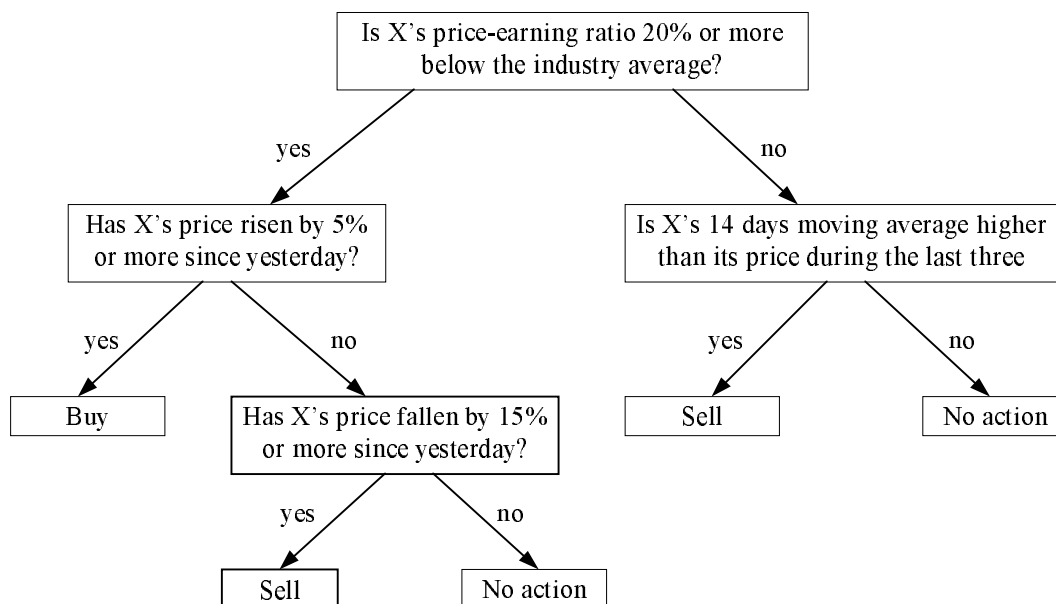 Is X’s price-earning ratio 20% or more
below the industry average?
yes
no
Has X’s price risen by 5%
or more since yesterday?
Is X’s 14 days moving average higher
than its price during the last three
yes
no
yes
no
Buy
Has X’s price fallen by 15%
or more since yesterday?
Sell
No action
yes
no
Sell
No action